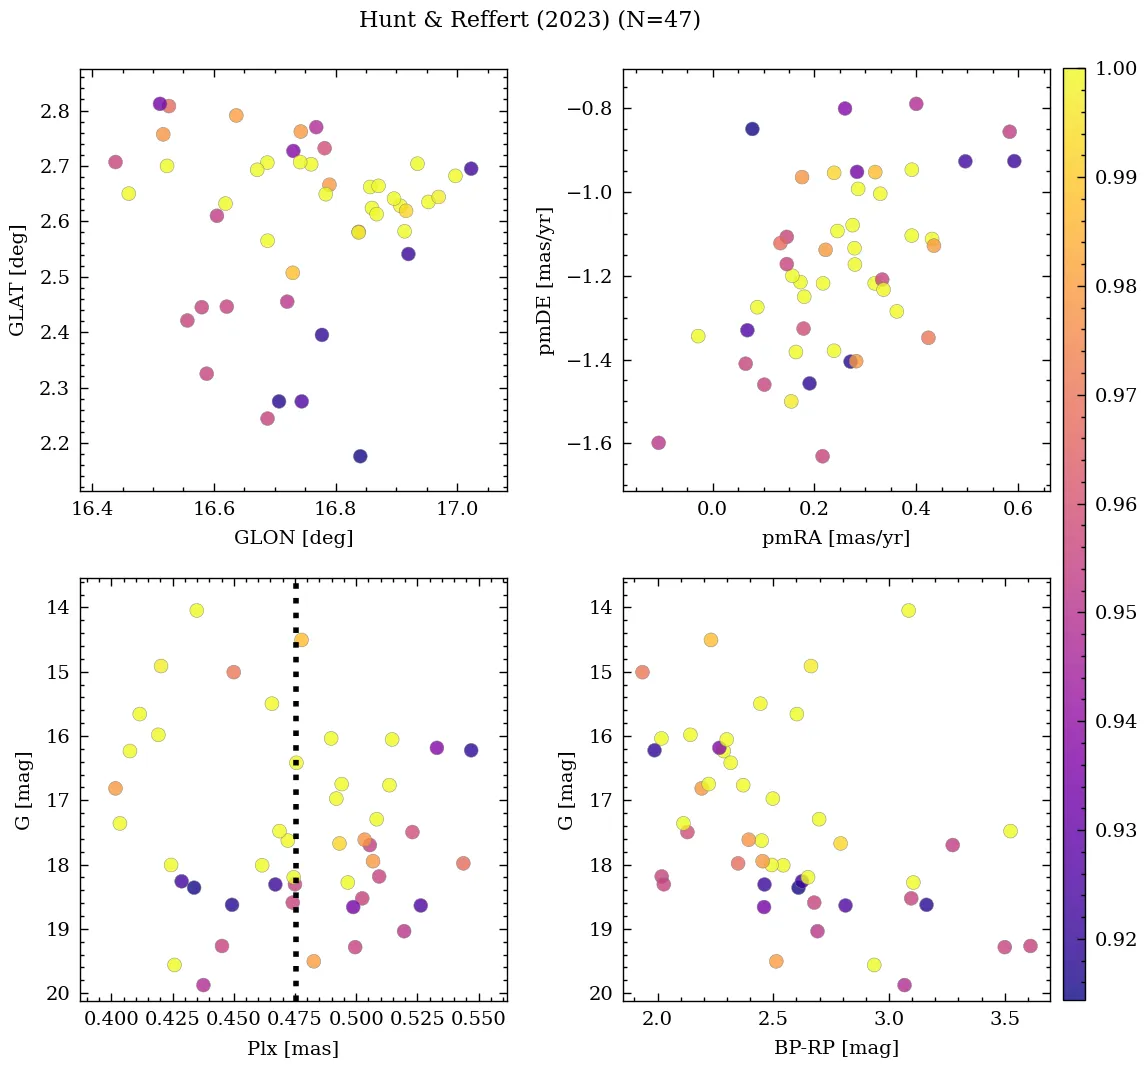 Hunt & Reffert (2023) (N=47)
2.8
2.7
2.6
2.5
2.4
2.3
2.2
GLAT [deg]
16.4 16.6 16.8 17.0
GLON [deg]
−0.8
−1.0
−1.2
−1.4
−1.6
pmDE [mas/yr]
0.0 0.2 0.4 0.6
pmRA [mas/yr]
14
15
16
17
18
19
20
G [mag]
0.400 0.425 0.450 0.475 0.500 0.525 0.550
Plx [mas]
14
15
16
17
18
19
20
G [mag]
2.0 2.5 3.0 3.5
BP-RP [mag]
1.00
0.99
0.98
0.97
0.96
0.95
0.94
0.93
0.92